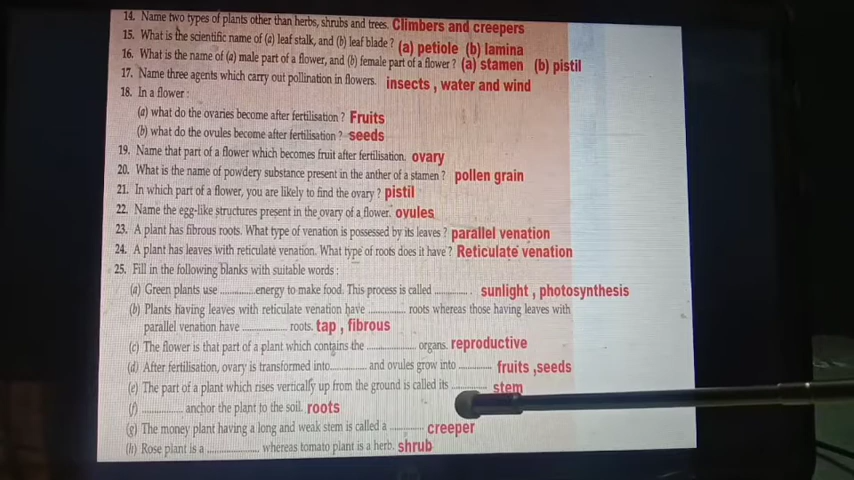 14. Name two types of plants other than herbs, shrubs and trees. Climbers and creepers
15. What is the scientific name of (a) leaf stalk, and (b) leaf blade ? (a) petiole (b) lamina
16. What is the name of (a) male part of a flower, and (b) female part of a flower ? (a) stamen (b) pistil
17. Name three agents which carry out pollination in flowers. insects , water and wind
18. In a flower :
(a) what do the ovaries become after fertilisation ? Fruits
(b) what do the ovules become after fertilisation ? seeds
19. Name that part of a flower which becomes fruit after fertilisation. ovary
20. What is the name of powdery substance present in the anther of a stamen ? pollen grain
21. In which part of a flower, you are likely to find the ovary ? pistil
22. Name the egg-like structures present in the ovary of a flower. ovules
23. A plant has fibrous roots. What type of venation is possessed by its leaves ? parallel venation
24. A plant has leaves with reticulate venation. What type of roots does it have ? Reticulate venation
25. Fill in the following blanks with suitable words :
(a) Green plants use ............energy to make food. This process is called ............ . sunlight , photosynthesis
(b) Plants having leaves with reticulate venation have ............ roots whereas those having leaves with
parallel venation have ............ roots. tap , fibrous
(c) The flower is that part of a plant which contains the ............ organs. reproductive
(d) After fertilisation, ovary is transformed into............ and ovules grow into ............ fruits ,seeds
(e) The part of a plant which rises vertically up from the ground is called its ............ stem
(f) ............ anchor the plant to the soil. roots
(g) The money plant having a long and weak stem is called a ............ creeper
(h) Rose plant is a ............ whereas tomato plant is a herb. shrub